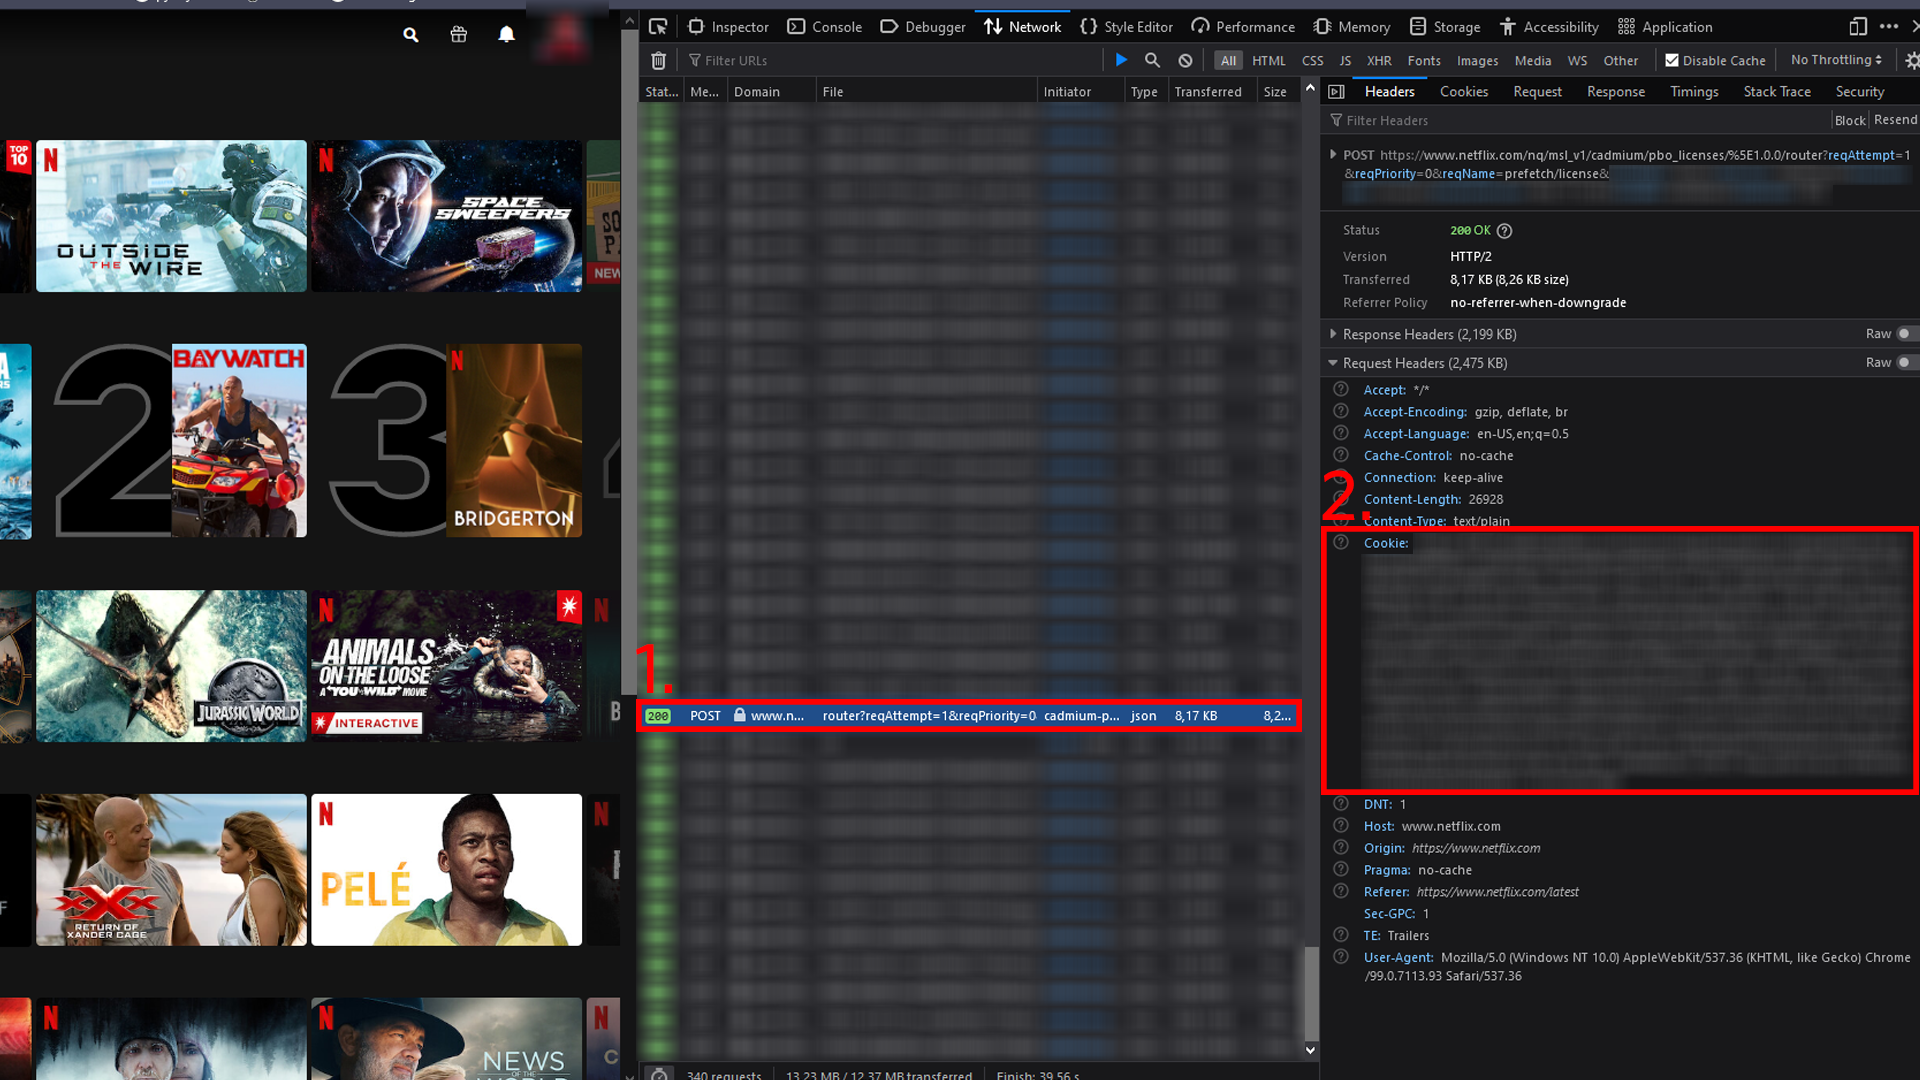 Inspector
Console
Debugger
Network
Style Editor
Performance
Memory
Storage
Accessibility
Application
Filter URLs
All
HTML
CSS
JS
XHR
Fonts
Images
Media
WS
Other
Disable Cache
No Throttling
Stat...
Me...
Domain
File
Initiator
Type
Transferred
Size
Headers
Cookies
Request
Response
Timings
Stack Trace
Security
Filter Headers
Block
Resend
POST https://www.netflix.com/nq/msl_v1/cadmium/pbo_licenses/%5E1.0.0/router?reqAttempt=1
&reqPriority=0&reqName=prefetch/license&
Status 200 OK
Version HTTP/2
Transferred 8,17 KB (8,26 KB size)
Referrer Policy no-referrer-when-downgrade
Response Headers (2,199 KB) Raw
Request Headers (2,475 KB) Raw
Accept: */*
Accept-Encoding: gzip, deflate, br
Accept-Language: en-US,en;q=0.5
Cache-Control: no-cache
Connection: keep-alive
Content-Length: 26928
Content-Type: text/plain
2.
Cookie:
DNT: 1
Host: www.netflix.com
Origin: https://www.netflix.com
Pragma: no-cache
Referer: https://www.netflix.com/latest
Sec-GPC: 1
TE: Trailers
User-Agent: Mozilla/5.0 (Windows NT 10.0) AppleWebKit/537.36 (KHTML, like Gecko) Chrome
/99.0.7113.93 Safari/537.36
1.
200 POST www.n... router?reqAttempt=1&reqPriority=0 cadmium-p... json 8,17 KB 8,2...
340 requests
13,23 MB / 12,37 MB transferred
Finish: 39,56 s
TOP
10
N
OUTSIDE
THE WIRE
N
SPACE
SWEEPERS
NEW
2
BAYWATCH
3
N
BRIDGERTON
JURASSIC WORLD
N
ANIMALS
ON THE LOOSE
A YOU VS WILD MOVIE
INTERACTIVE
N
B
xXx
RETURN OF
XANDER CAGE
N
PELÉ
N
F
N
N
NEWS
OF THE
WORLD
N
C